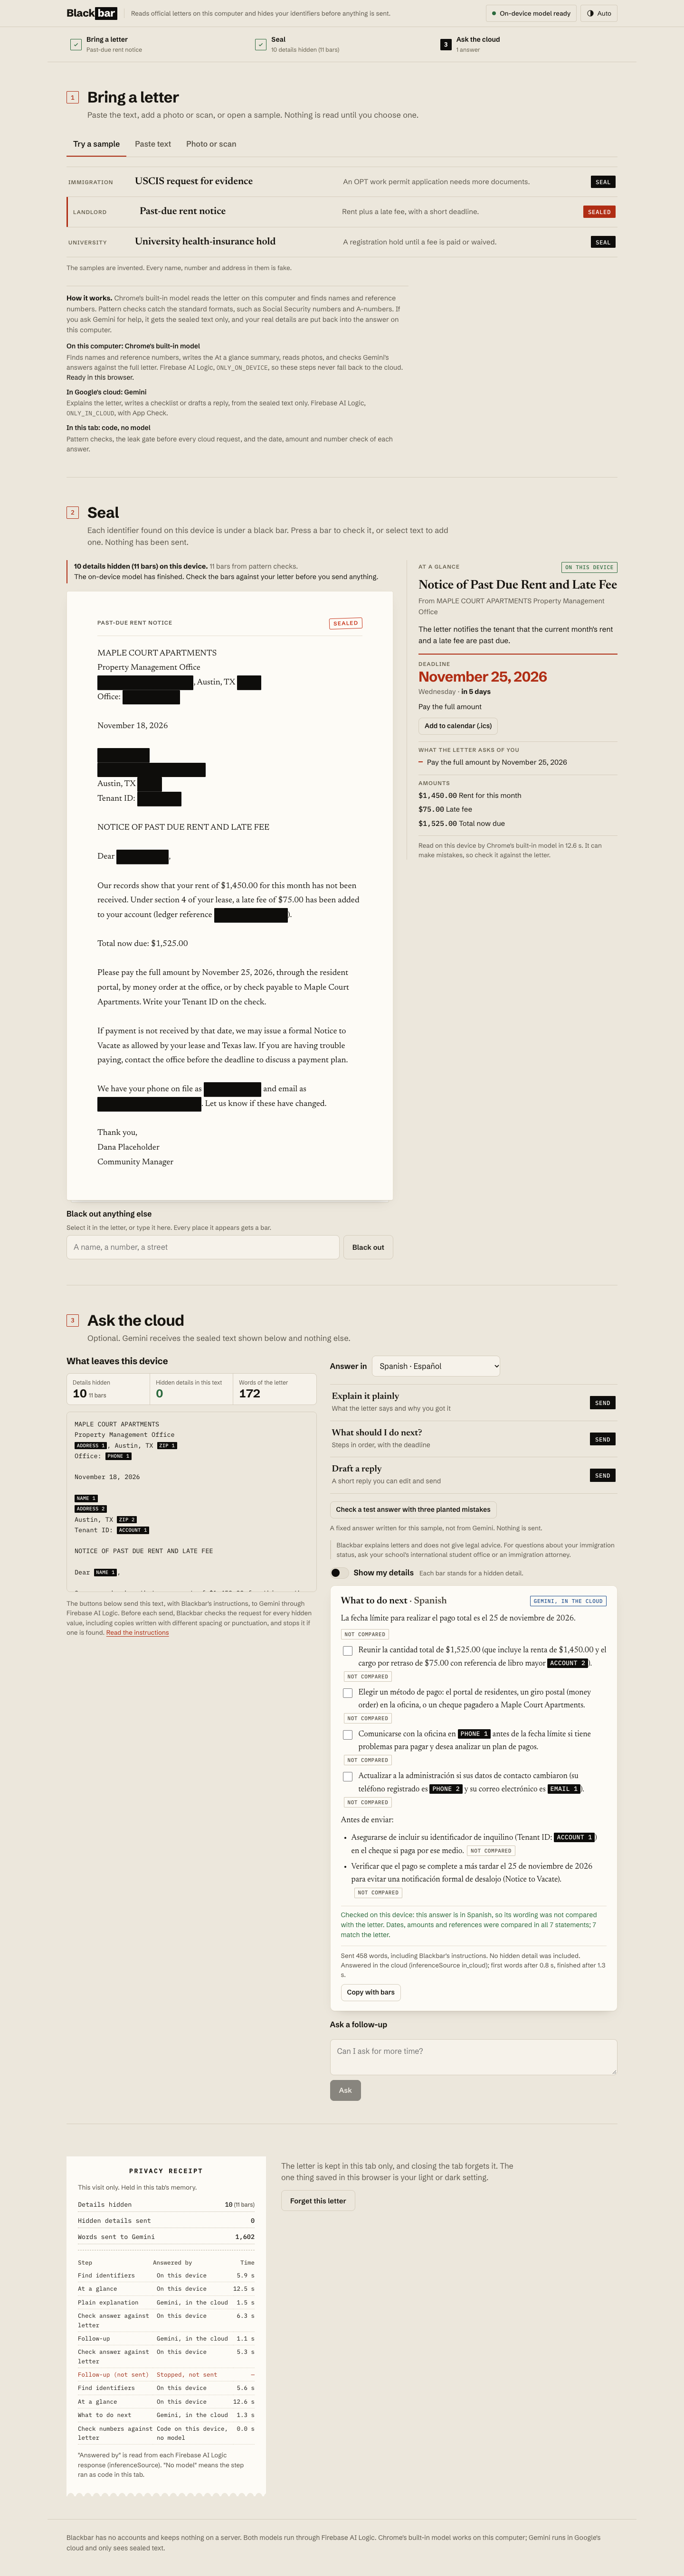 Blackbar
Reads official letters on this computer and hides your identifiers before anything is sent.
On-device model ready
Auto
Bring a letter
Past-due rent notice
Seal
10 details hidden (11 bars)
3
Ask the cloud
1 answer
1
Bring a letter
Paste the text, add a photo or scan, or open a sample. Nothing is read until you choose one.
Try a sample
Paste text
Photo or scan
IMMIGRATION
USCIS request for evidence
An OPT work permit application needs more documents.
SEAL
LANDLORD
Past-due rent notice
Rent plus a late fee, with a short deadline.
SEALED
UNIVERSITY
University health-insurance hold
A registration hold until a fee is paid or waived.
SEAL
The samples are invented. Every name, number and address in them is fake.
How it works. Chrome's built-in model reads the letter on this computer and finds names and reference
numbers. Pattern checks catch the standard formats, such as Social Security numbers and A-numbers. If
you ask Gemini for help, it gets the sealed text only, and your real details are put back into the answer on
this computer.
On this computer: Chrome's built-in model
Finds names and reference numbers, writes the At a glance summary, reads photos, and checks Gemini's
answers against the full letter. Firebase AI Logic, ONLY_ON_DEVICE, so these steps never fall back to the cloud.
Ready in this browser.
In Google's cloud: Gemini
Explains the letter, writes a checklist or drafts a reply, from the sealed text only. Firebase AI Logic,
ONLY_IN_CLOUD, with App Check.
In this tab: code, no model
Pattern checks, the leak gate before every cloud request, and the date, amount and number check of each
answer.
2
Seal
Each identifier found on this device is under a black bar. Press a bar to check it, or select text to add
one. Nothing has been sent.
10 details hidden (11 bars) on this device. 11 bars from pattern checks.
The on-device model has finished. Check the bars against your letter before you send anything.
PAST-DUE RENT NOTICE
SEALED
MAPLE COURT APARTMENTS
Property Management Office
, Austin, TX
Office:
November 18, 2026
Austin, TX
Tenant ID:
NOTICE OF PAST DUE RENT AND LATE FEE
Dear ,
Our records show that your rent of $1,450.00 for this month has not been
received. Under section 4 of your lease, a late fee of $75.00 has been added
to your account (ledger reference ).
Total now due: $1,525.00
Please pay the full amount by November 25, 2026, through the resident
portal, by money order at the office, or by check payable to Maple Court
Apartments. Write your Tenant ID on the check.
If payment is not received by that date, we may issue a formal Notice to
Vacate as allowed by your lease and Texas law. If you are having trouble
paying, contact the office before the deadline to discuss a payment plan.
We have your phone on file as and email as
. Let us know if these have changed.
Thank you,
Dana Placeholder
Community Manager
AT A GLANCE
ON THIS DEVICE
Notice of Past Due Rent and Late Fee
From MAPLE COURT APARTMENTS Property Management
Office
The letter notifies the tenant that the current month's rent
and a late fee are past due.
DEADLINE
November 25, 2026
Wednesday · in 5 days
Pay the full amount
Add to calendar (.ics)
WHAT THE LETTER ASKS OF YOU
– Pay the full amount by November 25, 2026
AMOUNTS
$1,450.00 Rent for this month
$75.00 Late fee
$1,525.00 Total now due
Read on this device by Chrome's built-in model in 12.6 s. It can
make mistakes, so check it against the letter.
Black out anything else
Select it in the letter, or type it here. Every place it appears gets a bar.
A name, a number, a street
Black out
3
Ask the cloud
Optional. Gemini receives the sealed text shown below and nothing else.
What leaves this device
Details hidden
10 11 bars
Hidden details in this text
0
Words of the letter
172
MAPLE COURT APARTMENTS
Property Management Office
ADDRESS 1, Austin, TX ZIP 1
Office: PHONE 1
November 18, 2026
NAME 1
ADDRESS 2
Austin, TX ZIP 2
Tenant ID: ACCOUNT 1
NOTICE OF PAST DUE RENT AND LATE FEE
Dear NAME 1,
The buttons below send this text, with Blackbar's instructions, to Gemini through
Firebase AI Logic. Before each send, Blackbar checks the request for every hidden
value, including copies written with different spacing or punctuation, and stops it if
one is found. Read the instructions
Answer in
Spanish · Español
Explain it plainly
What the letter says and why you got it
SEND
What should I do next?
Steps in order, with the deadline
SEND
Draft a reply
A short reply you can edit and send
SEND
Check a test answer with three planted mistakes
A fixed answer written for this sample, not from Gemini. Nothing is sent.
Blackbar explains letters and does not give legal advice. For questions about your immigration
status, ask your school's international student office or an immigration attorney.
Show my details
Each bar stands for a hidden detail.
What to do next · Spanish
GEMINI, IN THE CLOUD
La fecha límite para realizar el pago total es el 25 de noviembre de 2026.
NOT COMPARED
Reunir la cantidad total de $1,525.00 (que incluye la renta de $1,450.00 y el
cargo por retraso de $75.00 con referencia de libro mayor ACCOUNT 2).
NOT COMPARED
Elegir un método de pago: el portal de residentes, un giro postal (money
order) en la oficina, o un cheque pagadero a Maple Court Apartments.
NOT COMPARED
Comunicarse con la oficina en PHONE 1 antes de la fecha límite si tiene
problemas para pagar y desea analizar un plan de pagos.
NOT COMPARED
Actualizar a la administración si sus datos de contacto cambiaron (su
teléfono registrado es PHONE 2 y su correo electrónico es EMAIL 1).
NOT COMPARED
Antes de enviar:
• Asegurarse de incluir su identificador de inquilino (Tenant ID: ACCOUNT 1)
en el cheque si paga por ese medio. NOT COMPARED
• Verificar que el pago se complete a más tardar el 25 de noviembre de 2026
para evitar una notificación formal de desalojo (Notice to Vacate).
NOT COMPARED
Checked on this device: this answer is in Spanish, so its wording was not compared
with the letter. Dates, amounts and references were compared in all 7 statements; 7
match the letter.
Sent 458 words, including Blackbar's instructions. No hidden detail was included.
Answered in the cloud (inferenceSource in_cloud); first words after 0.8 s, finished after 1.3
s.
Copy with bars
Ask a follow-up
Can I ask for more time?
Ask
PRIVACY RECEIPT
This visit only. Held in this tab's memory.
Details hidden 10 (11 bars)
Hidden details sent 0
Words sent to Gemini 1,602
Step Answered by Time
Find identifiers On this device 5.9 s
At a glance On this device 12.5 s
Plain explanation Gemini, in the cloud 1.5 s
Check answer against On this device 6.3 s
letter
Follow-up Gemini, in the cloud 1.1 s
Check answer against On this device 5.3 s
letter
Follow-up (not sent) Stopped, not sent –
Find identifiers On this device 5.6 s
At a glance On this device 12.6 s
What to do next Gemini, in the cloud 1.3 s
Check numbers against Code on this device, 0.0 s
letter no model
"Answered by" is read from each Firebase AI Logic
response (inferenceSource). "No model" means the step
ran as code in this tab.
The letter is kept in this tab only, and closing the tab forgets it. The
one thing saved in this browser is your light or dark setting.
Forget this letter
Blackbar has no accounts and keeps nothing on a server. Both models run through Firebase AI Logic. Chrome's built-in model works on this computer; Gemini runs in Google's
cloud and only sees sealed text.